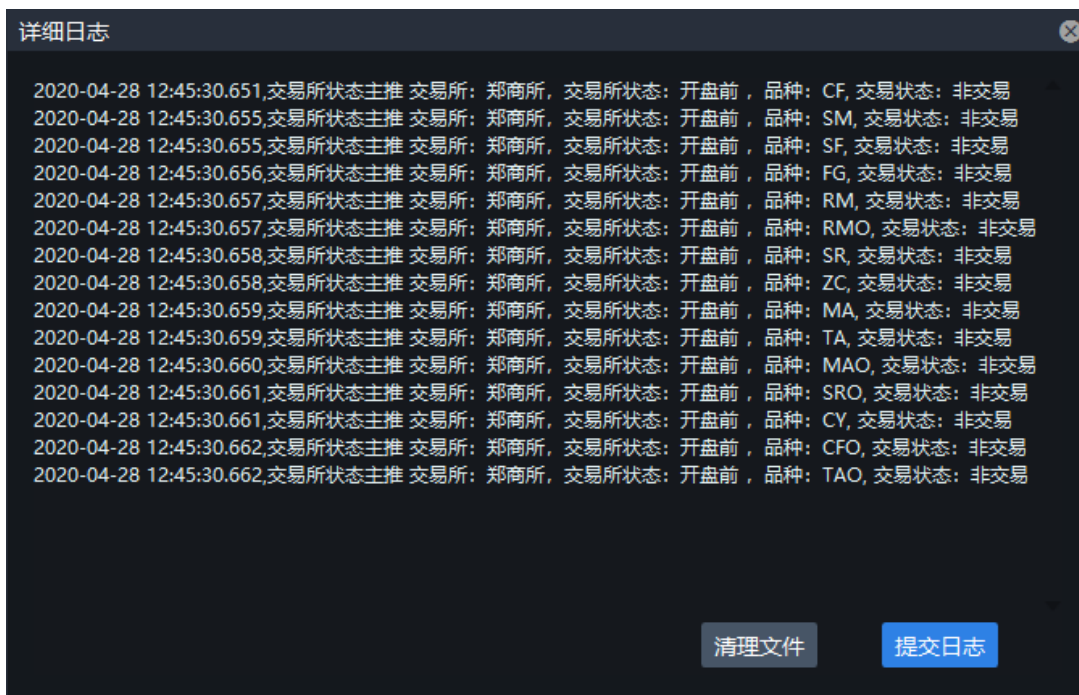 详细日志
2020-04-28 12:45:30.651,交易所状态主推 交易所：郑商所，交易所状态：开盘前 ，品种：CF, 交易状态：非交易
2020-04-28 12:45:30.655,交易所状态主推 交易所：郑商所，交易所状态：开盘前 ，品种：SM, 交易状态：非交易
2020-04-28 12:45:30.655,交易所状态主推 交易所：郑商所，交易所状态：开盘前 ，品种：SF, 交易状态：非交易
2020-04-28 12:45:30.656,交易所状态主推 交易所：郑商所，交易所状态：开盘前 ，品种：FG, 交易状态：非交易
2020-04-28 12:45:30.657,交易所状态主推 交易所：郑商所，交易所状态：开盘前 ，品种：RM, 交易状态：非交易
2020-04-28 12:45:30.657,交易所状态主推 交易所：郑商所，交易所状态：开盘前 ，品种：RMO, 交易状态：非交易
2020-04-28 12:45:30.658,交易所状态主推 交易所：郑商所，交易所状态：开盘前 ，品种：SR, 交易状态：非交易
2020-04-28 12:45:30.658,交易所状态主推 交易所：郑商所，交易所状态：开盘前 ，品种：ZC, 交易状态：非交易
2020-04-28 12:45:30.659,交易所状态主推 交易所：郑商所，交易所状态：开盘前 ，品种：MA, 交易状态：非交易
2020-04-28 12:45:30.659,交易所状态主推 交易所：郑商所，交易所状态：开盘前 ，品种：TA, 交易状态：非交易
2020-04-28 12:45:30.660,交易所状态主推 交易所：郑商所，交易所状态：开盘前 ，品种：MAO, 交易状态：非交易
2020-04-28 12:45:30.661,交易所状态主推 交易所：郑商所，交易所状态：开盘前 ，品种：SRO, 交易状态：非交易
2020-04-28 12:45:30.661,交易所状态主推 交易所：郑商所，交易所状态：开盘前 ，品种：CY, 交易状态：非交易
2020-04-28 12:45:30.662,交易所状态主推 交易所：郑商所，交易所状态：开盘前 ，品种：CFO, 交易状态：非交易
2020-04-28 12:45:30.662,交易所状态主推 交易所：郑商所，交易所状态：开盘前 ，品种：TAO, 交易状态：非交易
清理文件 提交日志